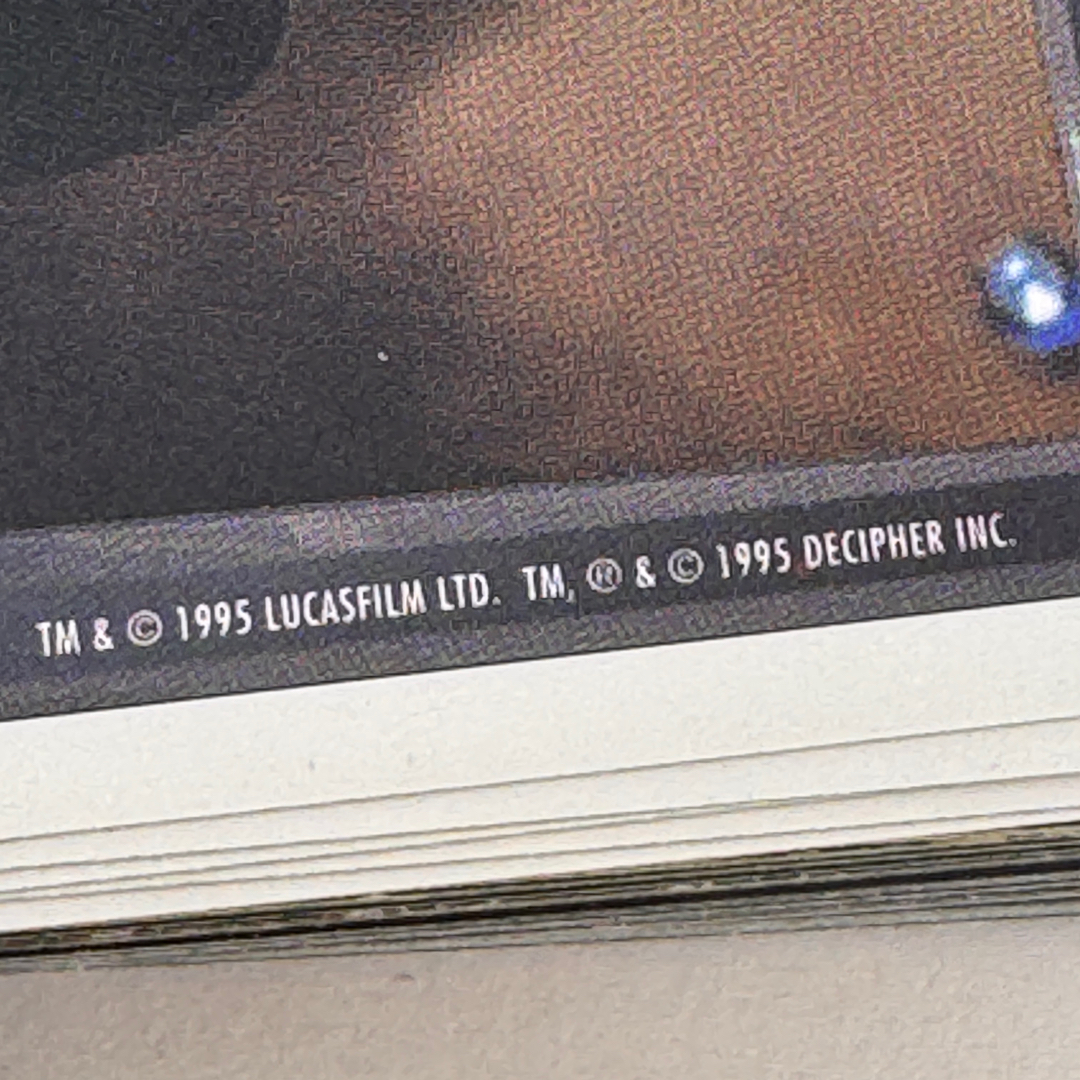 TM & © 1995 LUCASFILM LTD. TM, ® & © 1995 DECIPHER INC.